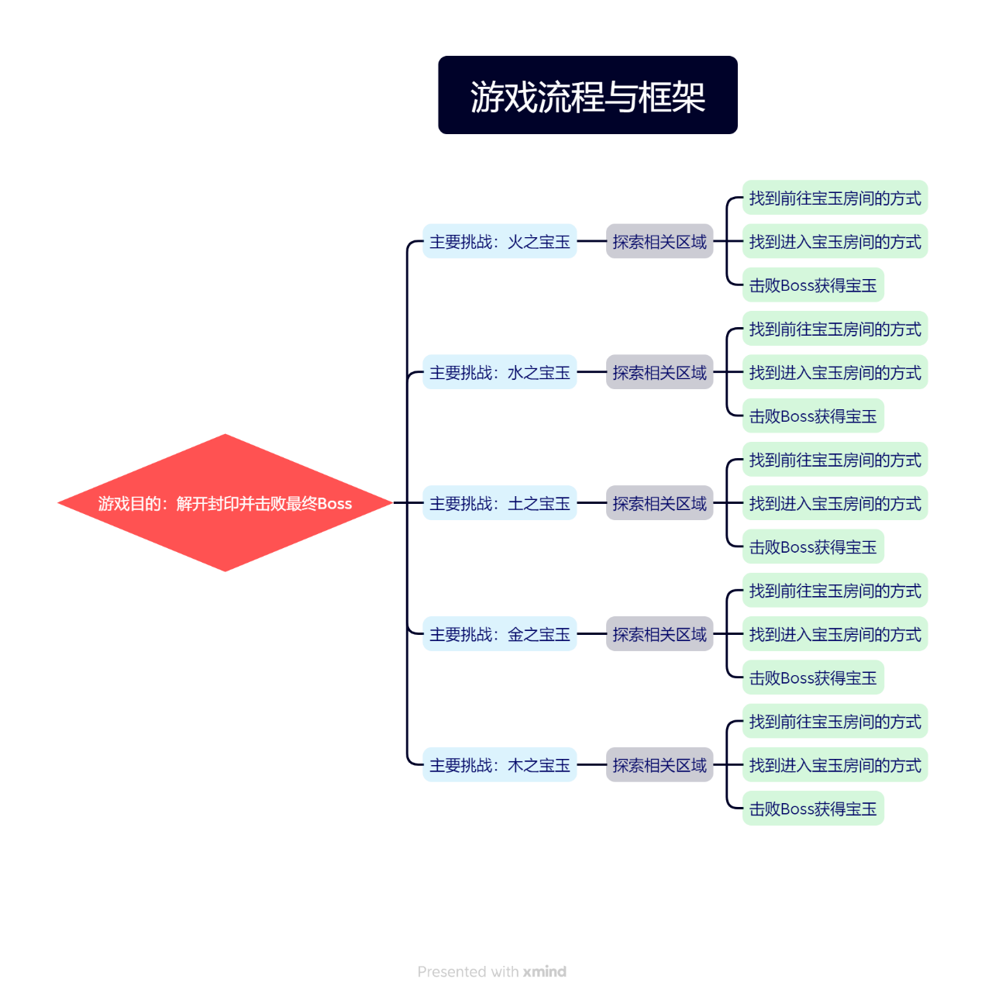 游戏流程与框架
游戏目的：解开封印并击败最终Boss
主要挑战：火之宝玉
探索相关区域
找到前往宝玉房间的方式
找到进入宝玉房间的方式
击败Boss获得宝玉
主要挑战：水之宝玉
探索相关区域
找到前往宝玉房间的方式
找到进入宝玉房间的方式
击败Boss获得宝玉
主要挑战：土之宝玉
探索相关区域
找到前往宝玉房间的方式
找到进入宝玉房间的方式
击败Boss获得宝玉
主要挑战：金之宝玉
探索相关区域
找到前往宝玉房间的方式
找到进入宝玉房间的方式
击败Boss获得宝玉
主要挑战：木之宝玉
探索相关区域
找到前往宝玉房间的方式
找到进入宝玉房间的方式
击败Boss获得宝玉
Presented with xmind